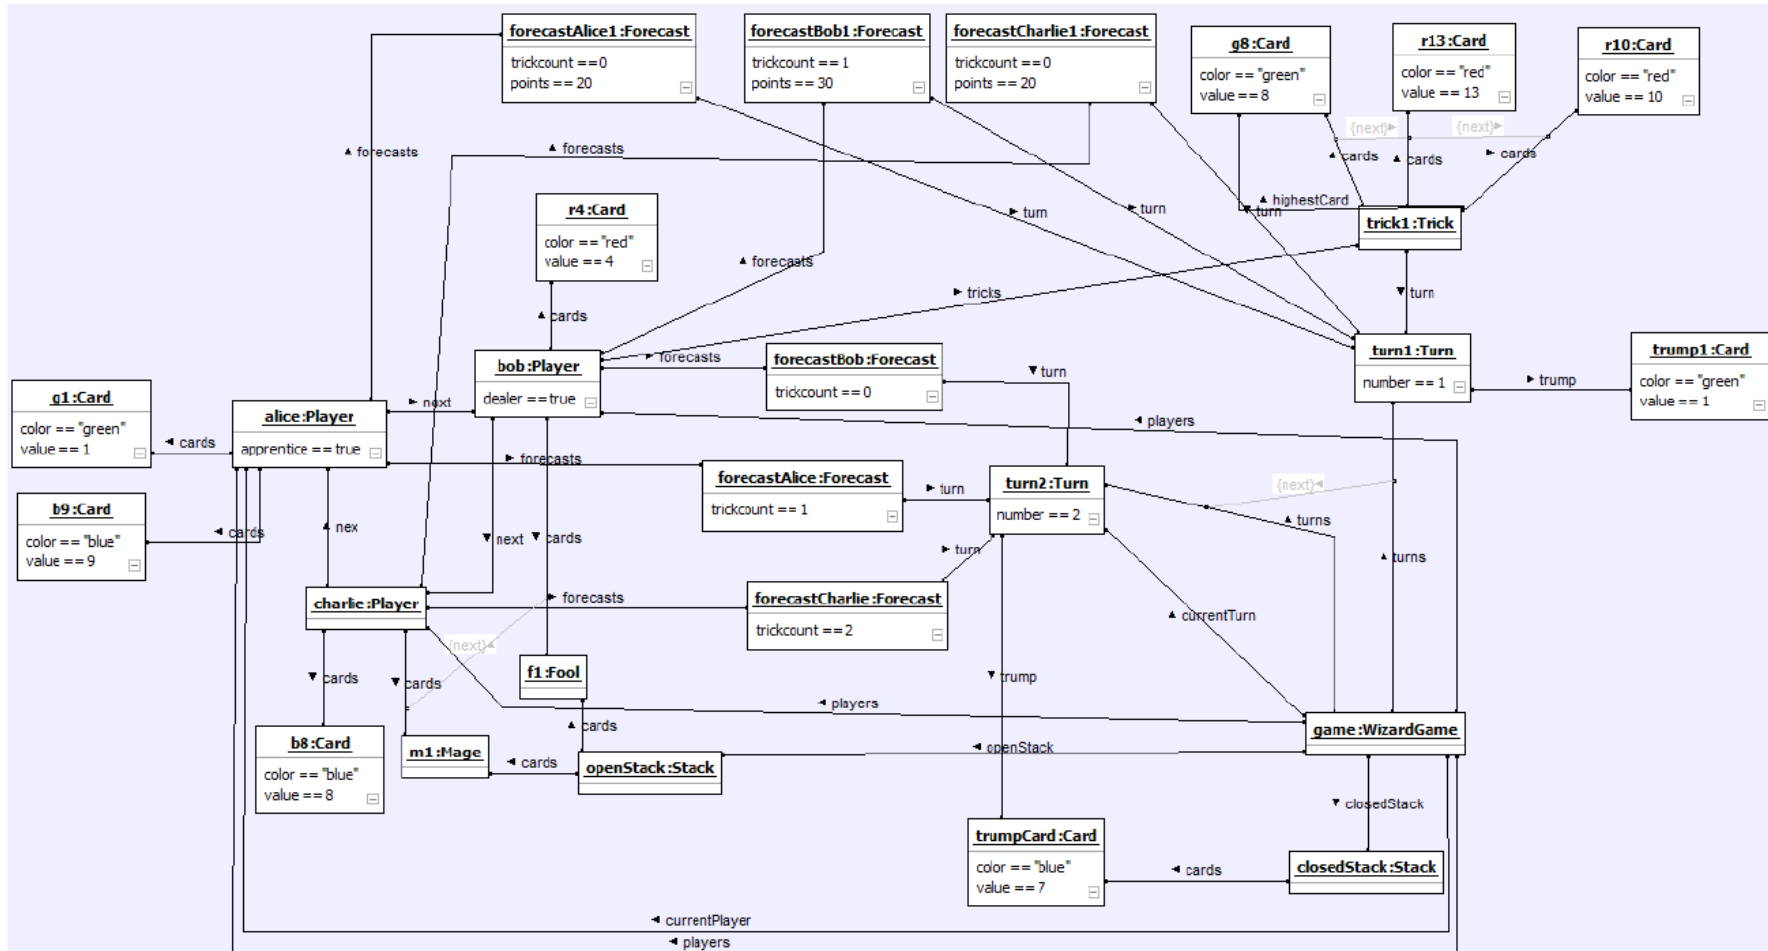 forecastAlice1:Forecast
trickcount ==0
points == 20
forecastBob1:Forecast
trickcount == 1
points == 30
forecastCharlie1:Forecast
trickcount ==0
points == 20
g8:Card
color == "green"
value == 8
r13:Card
color == "red"
value == 13
r10:Card
color == "red"
value == 10
{next}
{next}
forecasts
forecasts
cards
cards
cards
r4:Card
color == "red"
value == 4
highestCard
turn
turn
turn
trick1:Trick
forecasts
tricks
turn
cards
bob:Player
dealer ==true
forecasts
forecastBob:Forecast
trickcount ==0
turn
turn1:Turn
number == 1
trump
trump1:Card
color == "green"
value == 1
g1:Card
color == "green"
value == 1
cards
alice:Player
apprentice == true
next
players
forecasts
forecastAlice:Forecast
trickcount == 1
turn
turn2:Turn
number == 2
{next}
turns
b9:Card
color == "blue"
value == 9
cards
nex
next
cards
turn
turns
charlie:Player
forecasts
forecastCharlie:Forecast
trickcount ==2
currentTurn
{next}
cards
cards
f1:Fool
trump
players
cards
b8:Card
color == "blue"
value == 8
m1:Mage
cards
openStack:Stack
openStack
game:WizardGame
closedStack
trumpCard:Card
color == "blue"
value ==7
cards
closedStack:Stack
currentPlayer
players